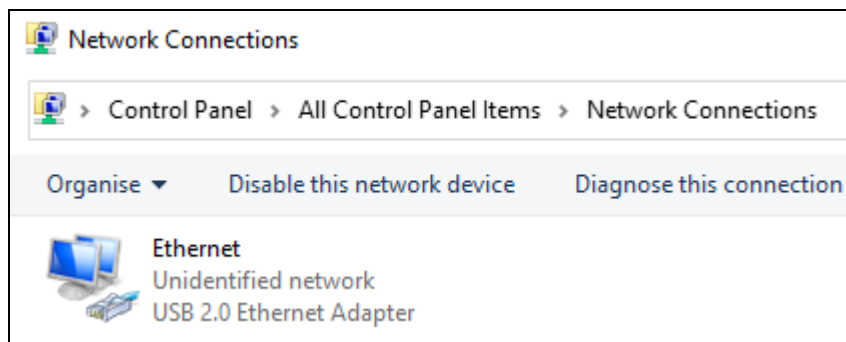 Network Connections
Control Panel > All Control Panel Items > Network Connections
Organise ▼ Disable this network device Diagnose this connection
Ethernet
Unidentified network
USB 2.0 Ethernet Adapter